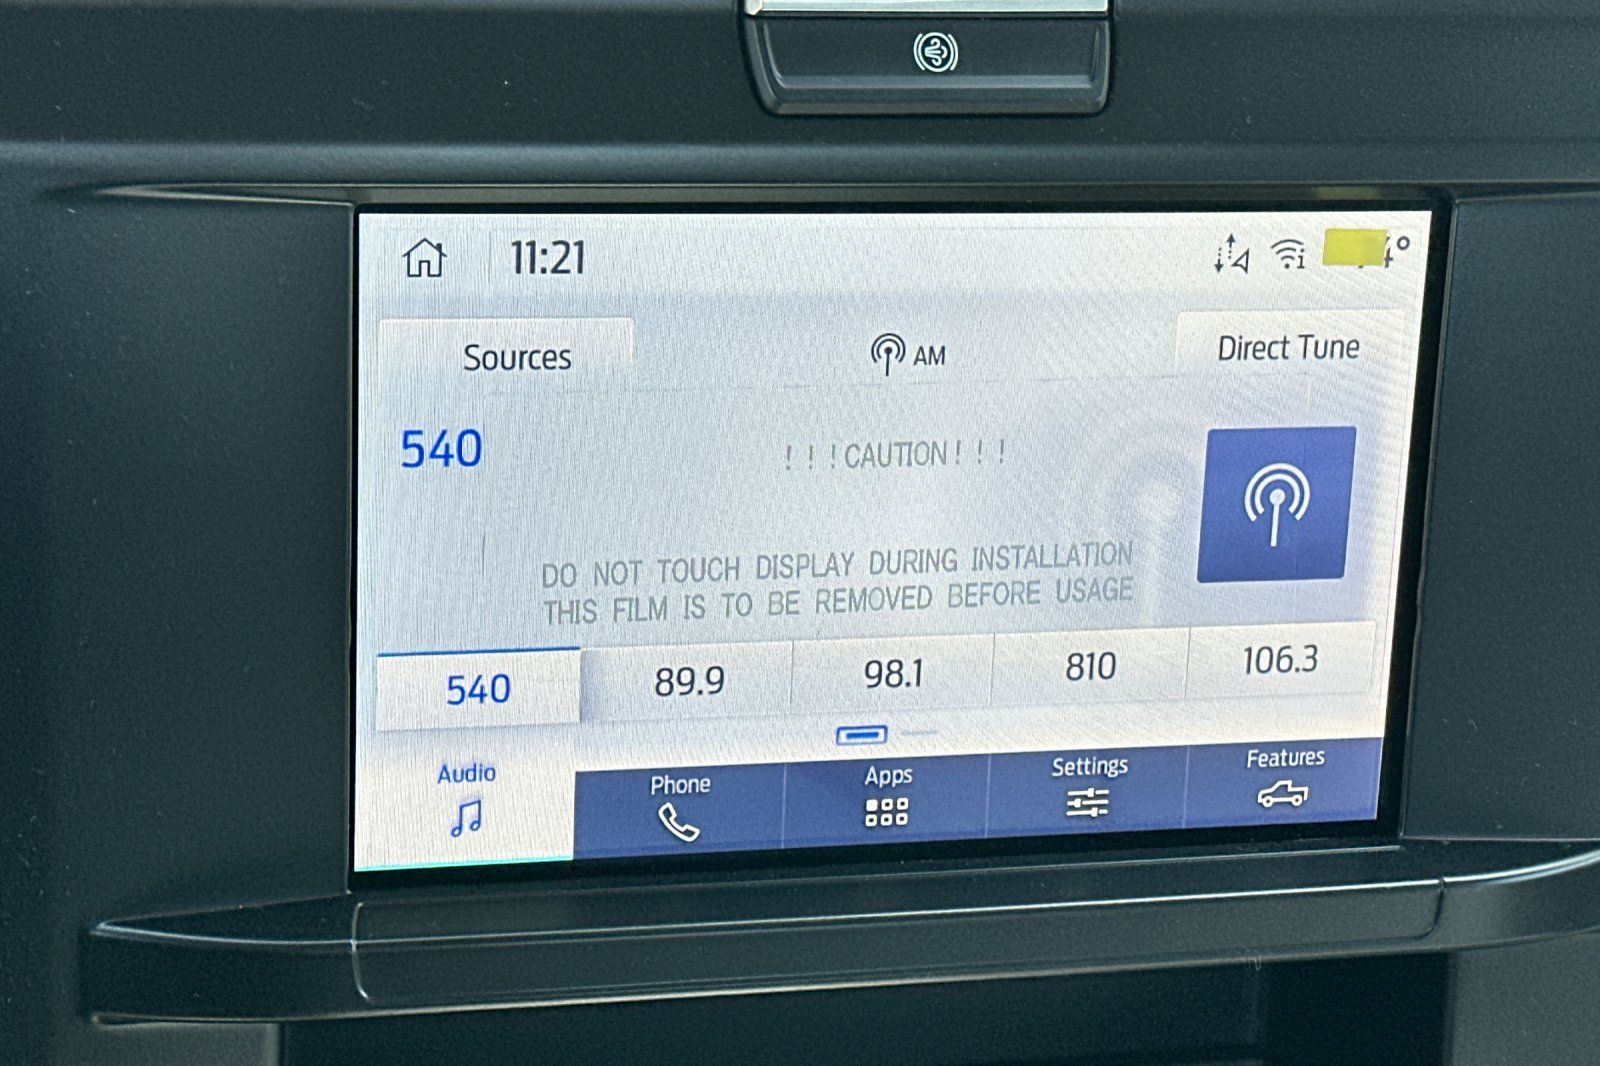 11:21
Sources
AM
Direct Tune
540
! ! ! CAUTION ! ! !
DO NOT TOUCH DISPLAY DURING INSTALLATION
THIS FILM IS TO BE REMOVED BEFORE USAGE
540 89.9 98.1 810 106.3
Audio Phone Apps Settings Features